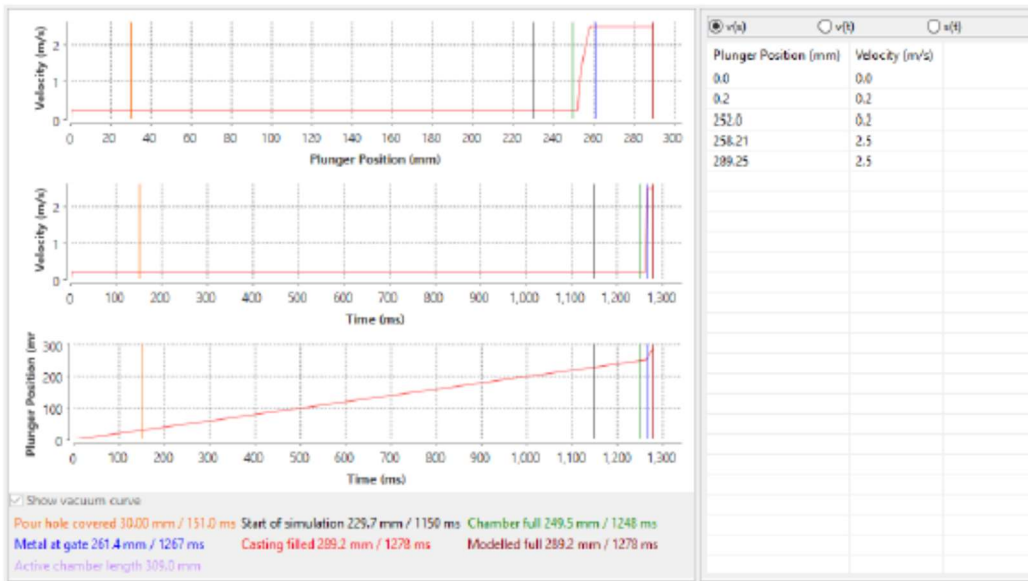 Velocity (m/s)
2
1
0
0 20 40 60 80 100 120 140 160 180 200 220 240 260 280 300
Plunger Position (mm)
Velocity (m/s)
2
1
0
0 100 200 300 400 500 600 700 800 900 1,000 1,100 1,200 1,300
Time (ms)
Plunger Position (mr
300
200
100
0
0 100 200 300 400 500 600 700 800 900 1,000 1,100 1,200 1,300
Time (ms)
Show vacuum curve
Pour hole covered 30.00 mm / 151.0 ms Start of simulation 229.7 mm / 1150 ms Chamber full 249.5 mm / 1248 ms
Metal at gate 261.4 mm / 1267 ms Casting filled 289.2 mm / 1278 ms Modelled full 289.2 mm / 1278 ms
Active chamber length 309.0 mm
v(s) v(t) s(t)
Plunger Position (mm) Velocity (m/s)
0.0 0.0
0.2 0.2
252.0 0.2
258.21 2.5
289.25 2.5